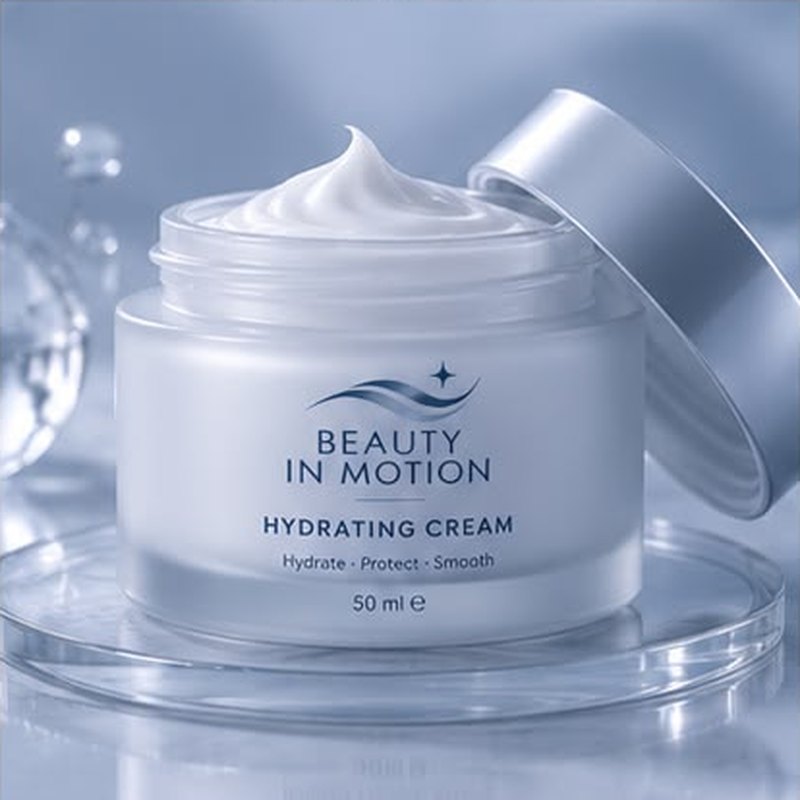 BEAUTY
IN MOTION
HYDRATING CREAM
Hydrate · Protect · Smooth
50 ml ℮